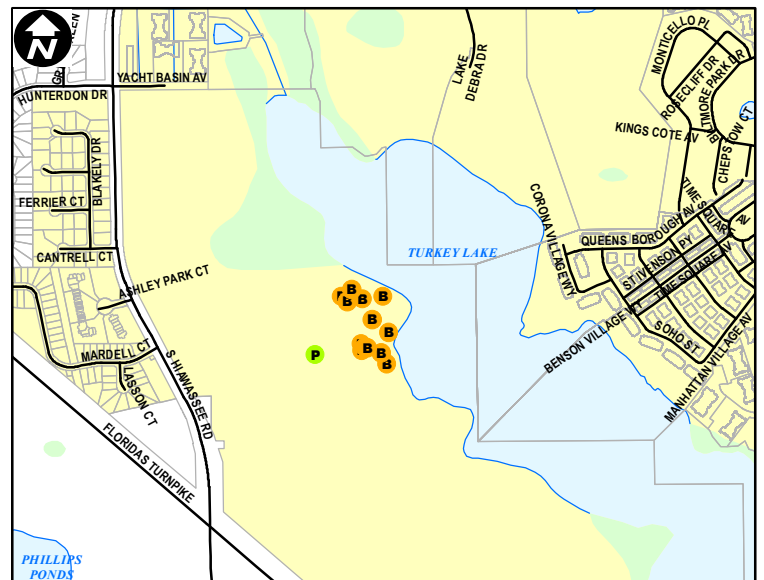 N
YACHT BASIN AV
HUNTERDON DR
BLAKELY DR
FERRIER CT
CANTRELL CT
ASHLEY PARK CT
MARDELL CT
LASSON CT
S HIAWASSEE RD
FLORIDAS TURNPIKE
PHILLIPS
PONDS
LAKE
DEBRA DR
MONTICELLO PL
ROSECLIFF DR
BILTMORE PARK DR
KINGS COTE AV
TURKEY LAKE
CORONA VILLAGE WY
QUEENS BOROUGH AV
TIME SQUARE
AV
ST IVENSON PY
TIME SQUARE AV
BENSON VILLAGE WY
SOHO ST
MANHATTAN VILLAGE AV
B
B
B
B
B
B
B
B
B
P